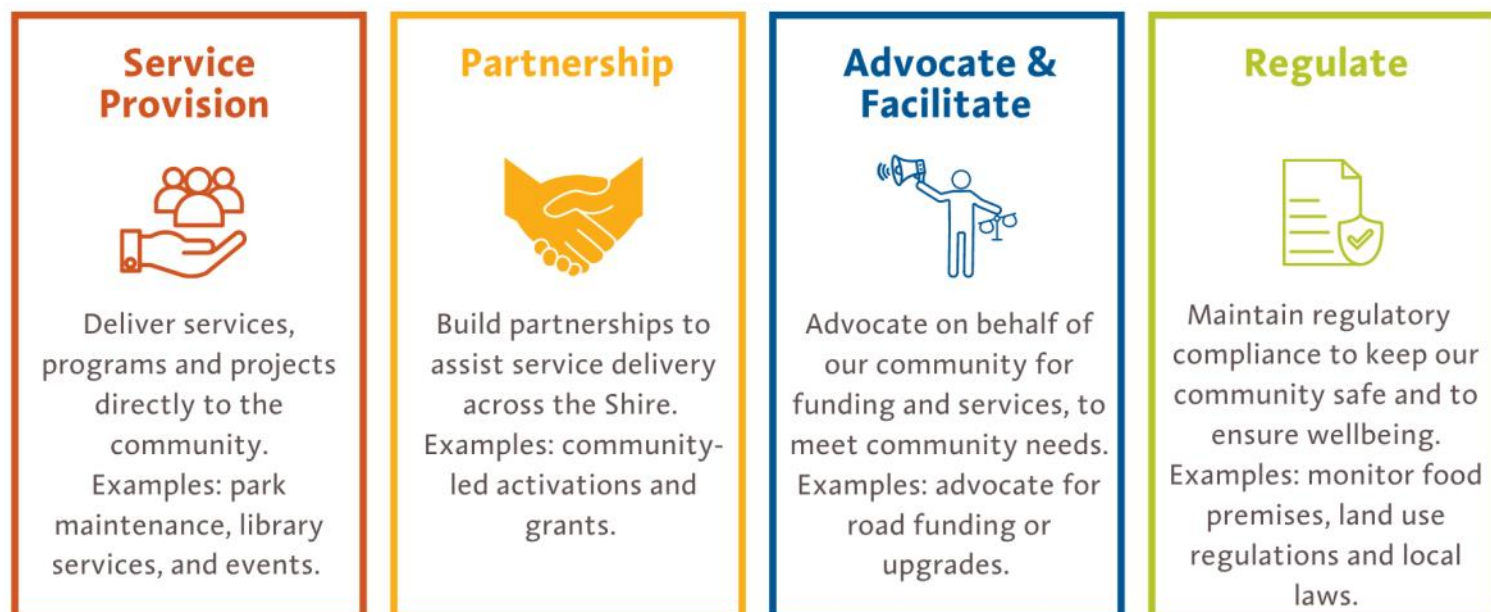 Service
Provision
Deliver services,
programs and projects
directly to the
community.
Examples: park
maintenance, library
services, and events.
Partnership
Build partnerships to
assist service delivery
across the Shire.
Examples: community-
led activations and
grants.
Advocate &
Facilitate
Advocate on behalf of
our community for
funding and services, to
meet community needs.
Examples: advocate for
road funding or
upgrades.
Regulate
Maintain regulatory
compliance to keep our
community safe and to
ensure wellbeing.
Examples: monitor food
premises, land use
regulations and local
laws.